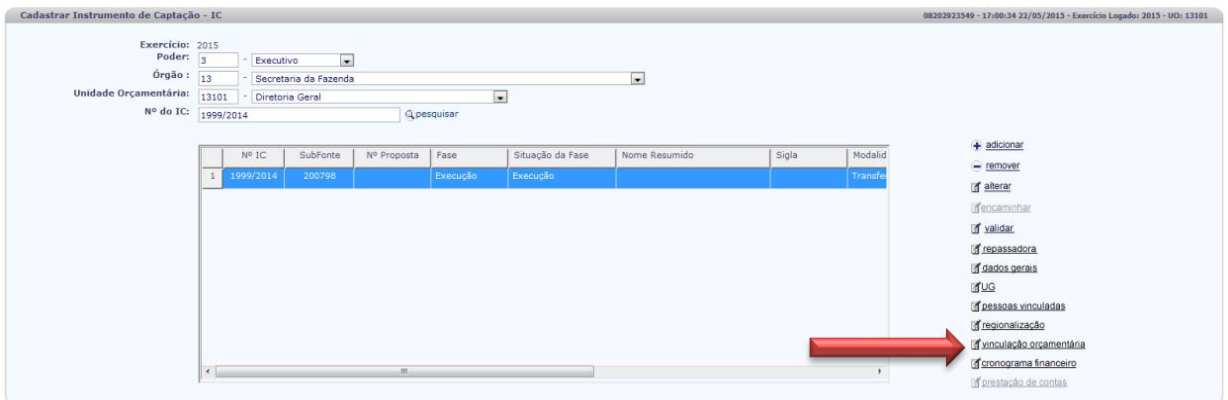 Cadastrar Instrumento de Captação - IC 08202923549 - 17:00:34 22/05/2015 - Exercício Logado: 2015 - UO: 13101
Exercício: 2015
Poder: 3 - Executivo
Órgão : 13 - Secretaria da Fazenda
Unidade Orçamentária: 13101 - Diretoria Geral
Nº do IC: 1999/2014 pesquisar
Nº IC SubFonte Nº Proposta Fase Situação da Fase Nome Resumido Sigla Modalid
1 1999/2014 200798 Execução Execução Transfe
adicionar
remover
alterar
encaminhar
validar
repassadora
dados gerais
UG
pessoas vinculadas
regionalização
vinculação orçamentária
cronograma financeiro
prestação de contas